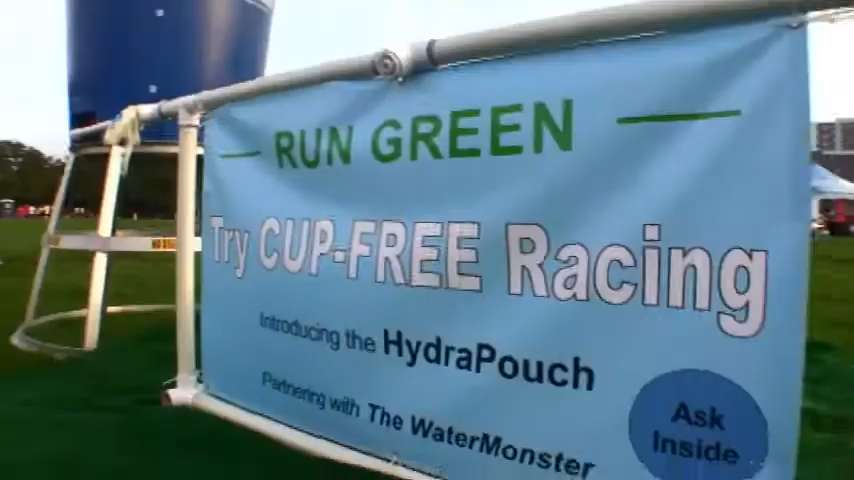 RUN GREEN
Try CUP-FREE Racing
Introducing the HydraPouch
Partnering with The WaterMonster
Ask
Inside